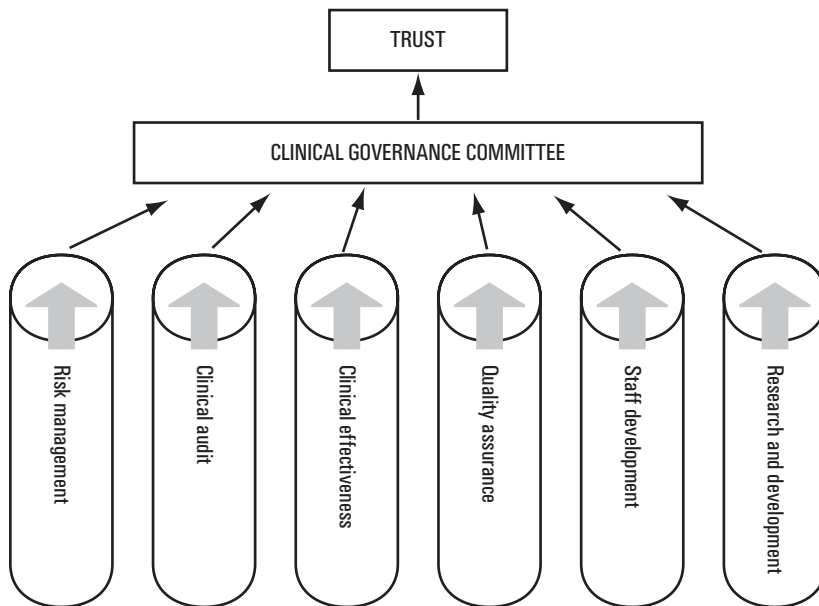 TRUST
CLINICAL GOVERNANCE COMMITTEE
Risk management
Clinical audit
Clinical effectiveness
Quality assurance
Staff development
Research and development